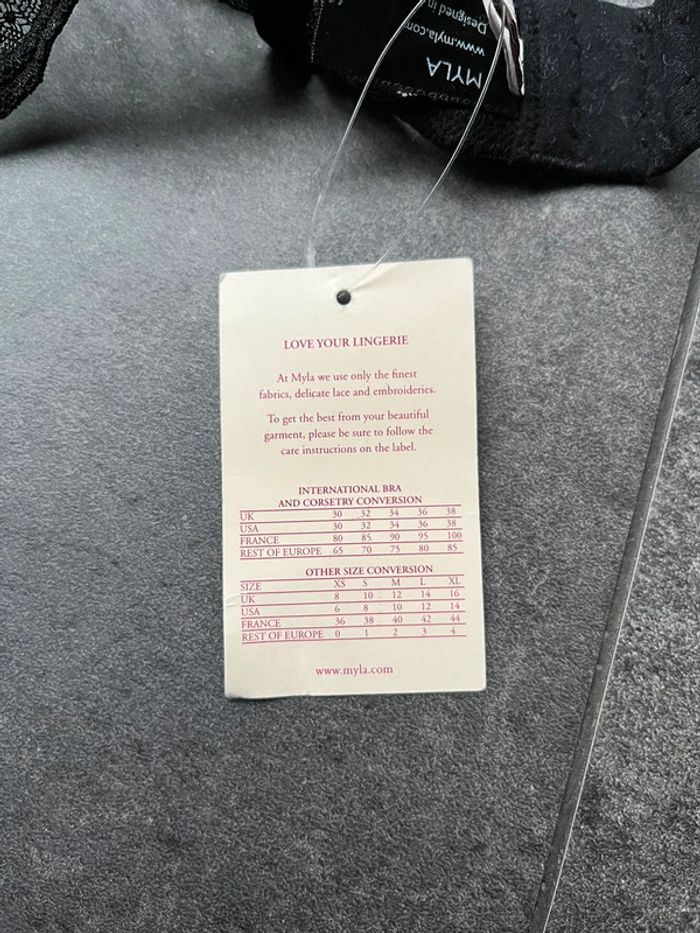 MYLA
www.myla.com
Designed in
LOVE YOUR LINGERIE
At Myla we use only the finest
fabrics, delicate lace and embroideries.
To get the best from your beautiful
garment, please be sure to follow the
care instructions on the label.
INTERNATIONAL BRA
AND CORSETRY CONVERSION
UK 30 32 34 36 38
USA 30 32 34 36 38
FRANCE 80 85 90 95 100
REST OF EUROPE 65 70 75 80 85
OTHER SIZE CONVERSION
SIZE XS S M L XL
UK 8 10 12 14 16
USA 6 8 10 12 14
FRANCE 36 38 40 42 44
REST OF EUROPE 0 1 2 3 4
www.myla.com